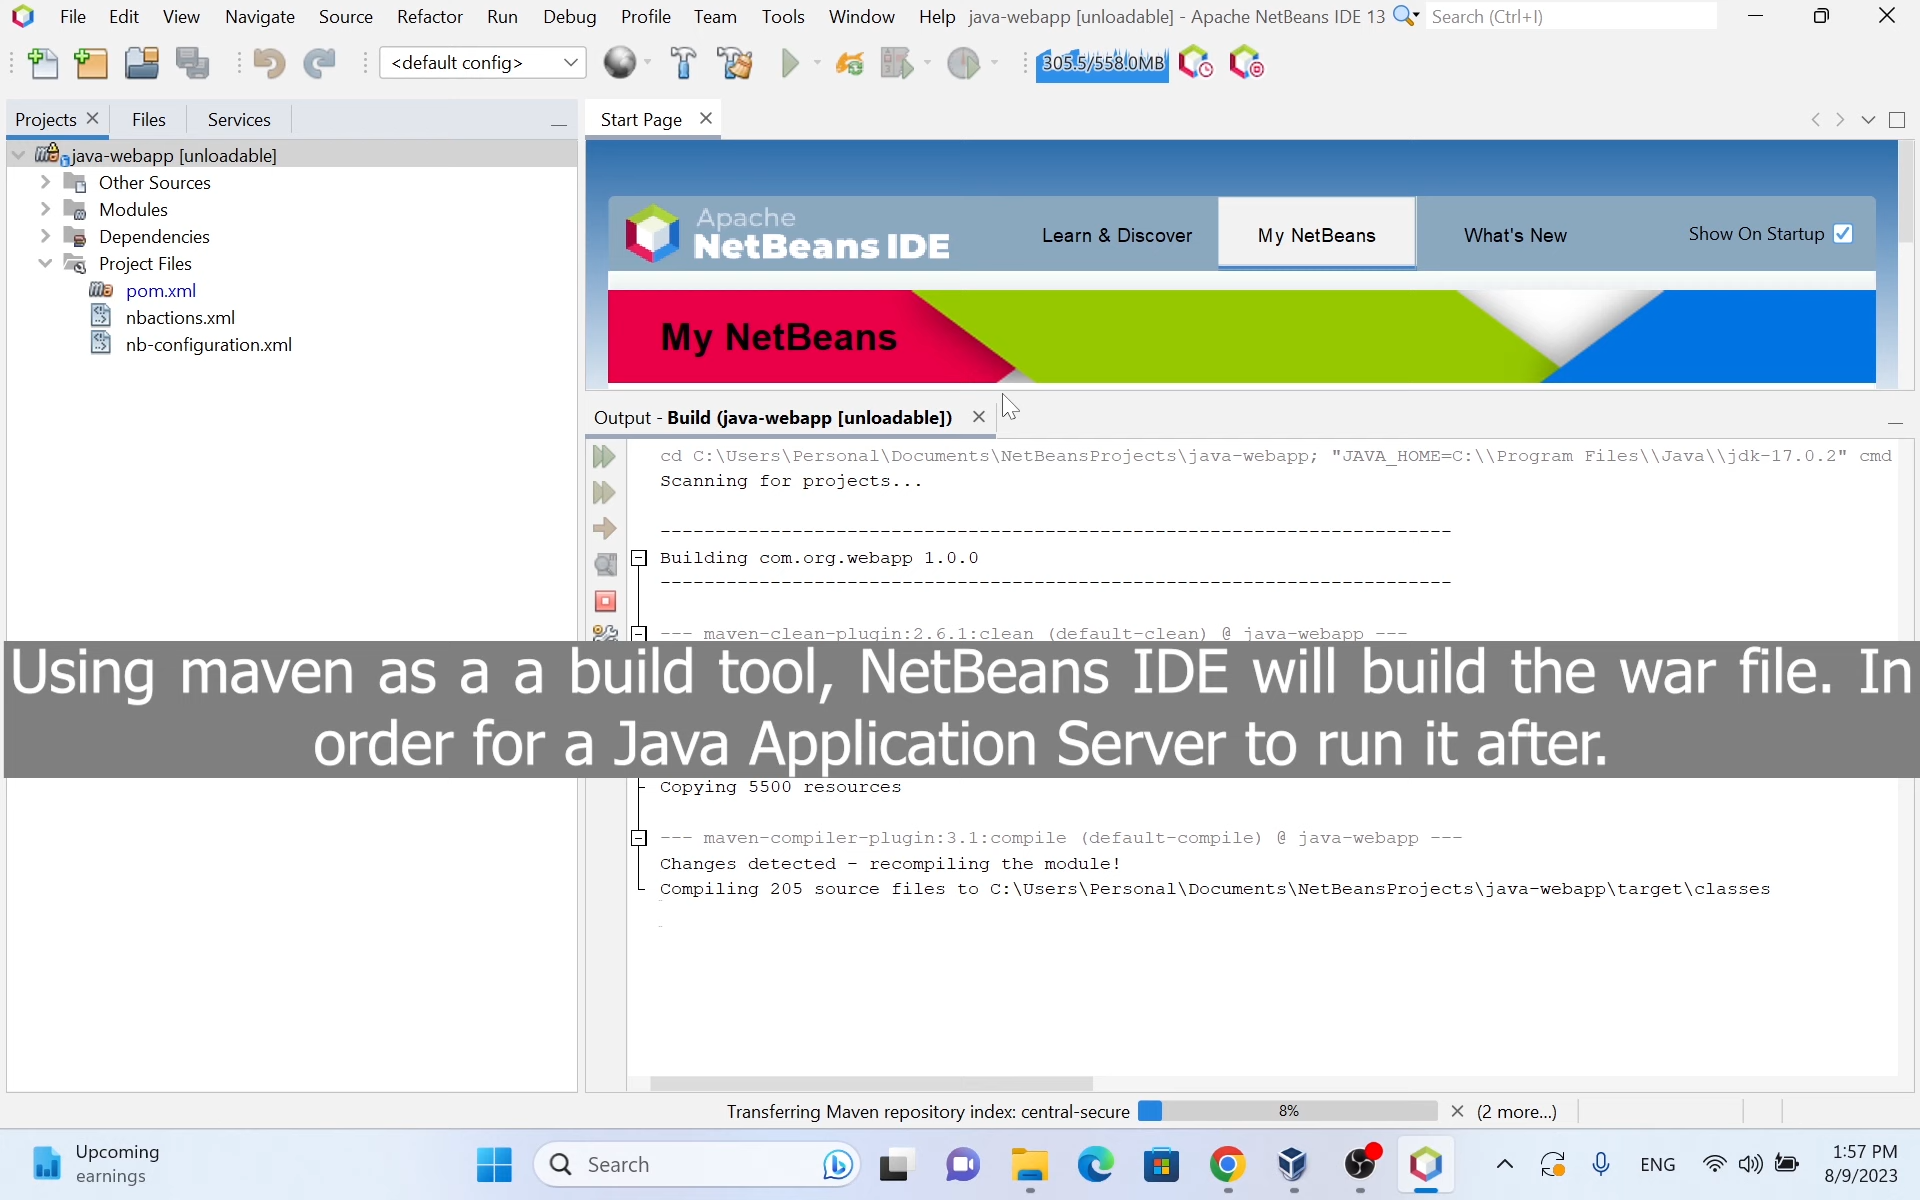 File Edit View Navigate Source Refactor Run Debug Profile Team Tools Window Help java-webapp [unloadable] - Apache NetBeans IDE 13 Search (Ctrl+I)
<default config> 305.5/558.0MB
Projects Files Services Start Page
java-webapp [unloadable]
Other Sources
Modules
Dependencies
Project Files
pom.xml
nbactions.xml
nb-configuration.xml
Apache
NetBeans IDE
Learn & Discover My NetBeans What's New Show On Startup
My NetBeans
Output - Build (java-webapp [unloadable])
cd C:\Users\Personal\Documents\NetBeansProjects\java-webapp; "JAVA_HOME=C:\\Program Files\\Java\\jdk-17.0.2" cmd
Scanning for projects...
------------------------------------------------------------------------
Building com.org.webapp 1.0.0
------------------------------------------------------------------------
--- maven-clean-plugin:2.6.1:clean (default-clean) @ java-webapp ---
Using maven as a a build tool, NetBeans IDE will build the war file. In
order for a Java Application Server to run it after.
Copying 5500 resources
--- maven-compiler-plugin:3.1:compile (default-compile) @ java-webapp ---
Changes detected - recompiling the module!
Compiling 205 source files to C:\Users\Personal\Documents\NetBeansProjects\java-webapp\target\classes
Transferring Maven repository index: central-secure 8% (2 more...)
Upcoming
earnings
Search
ENG
1:57 PM
8/9/2023